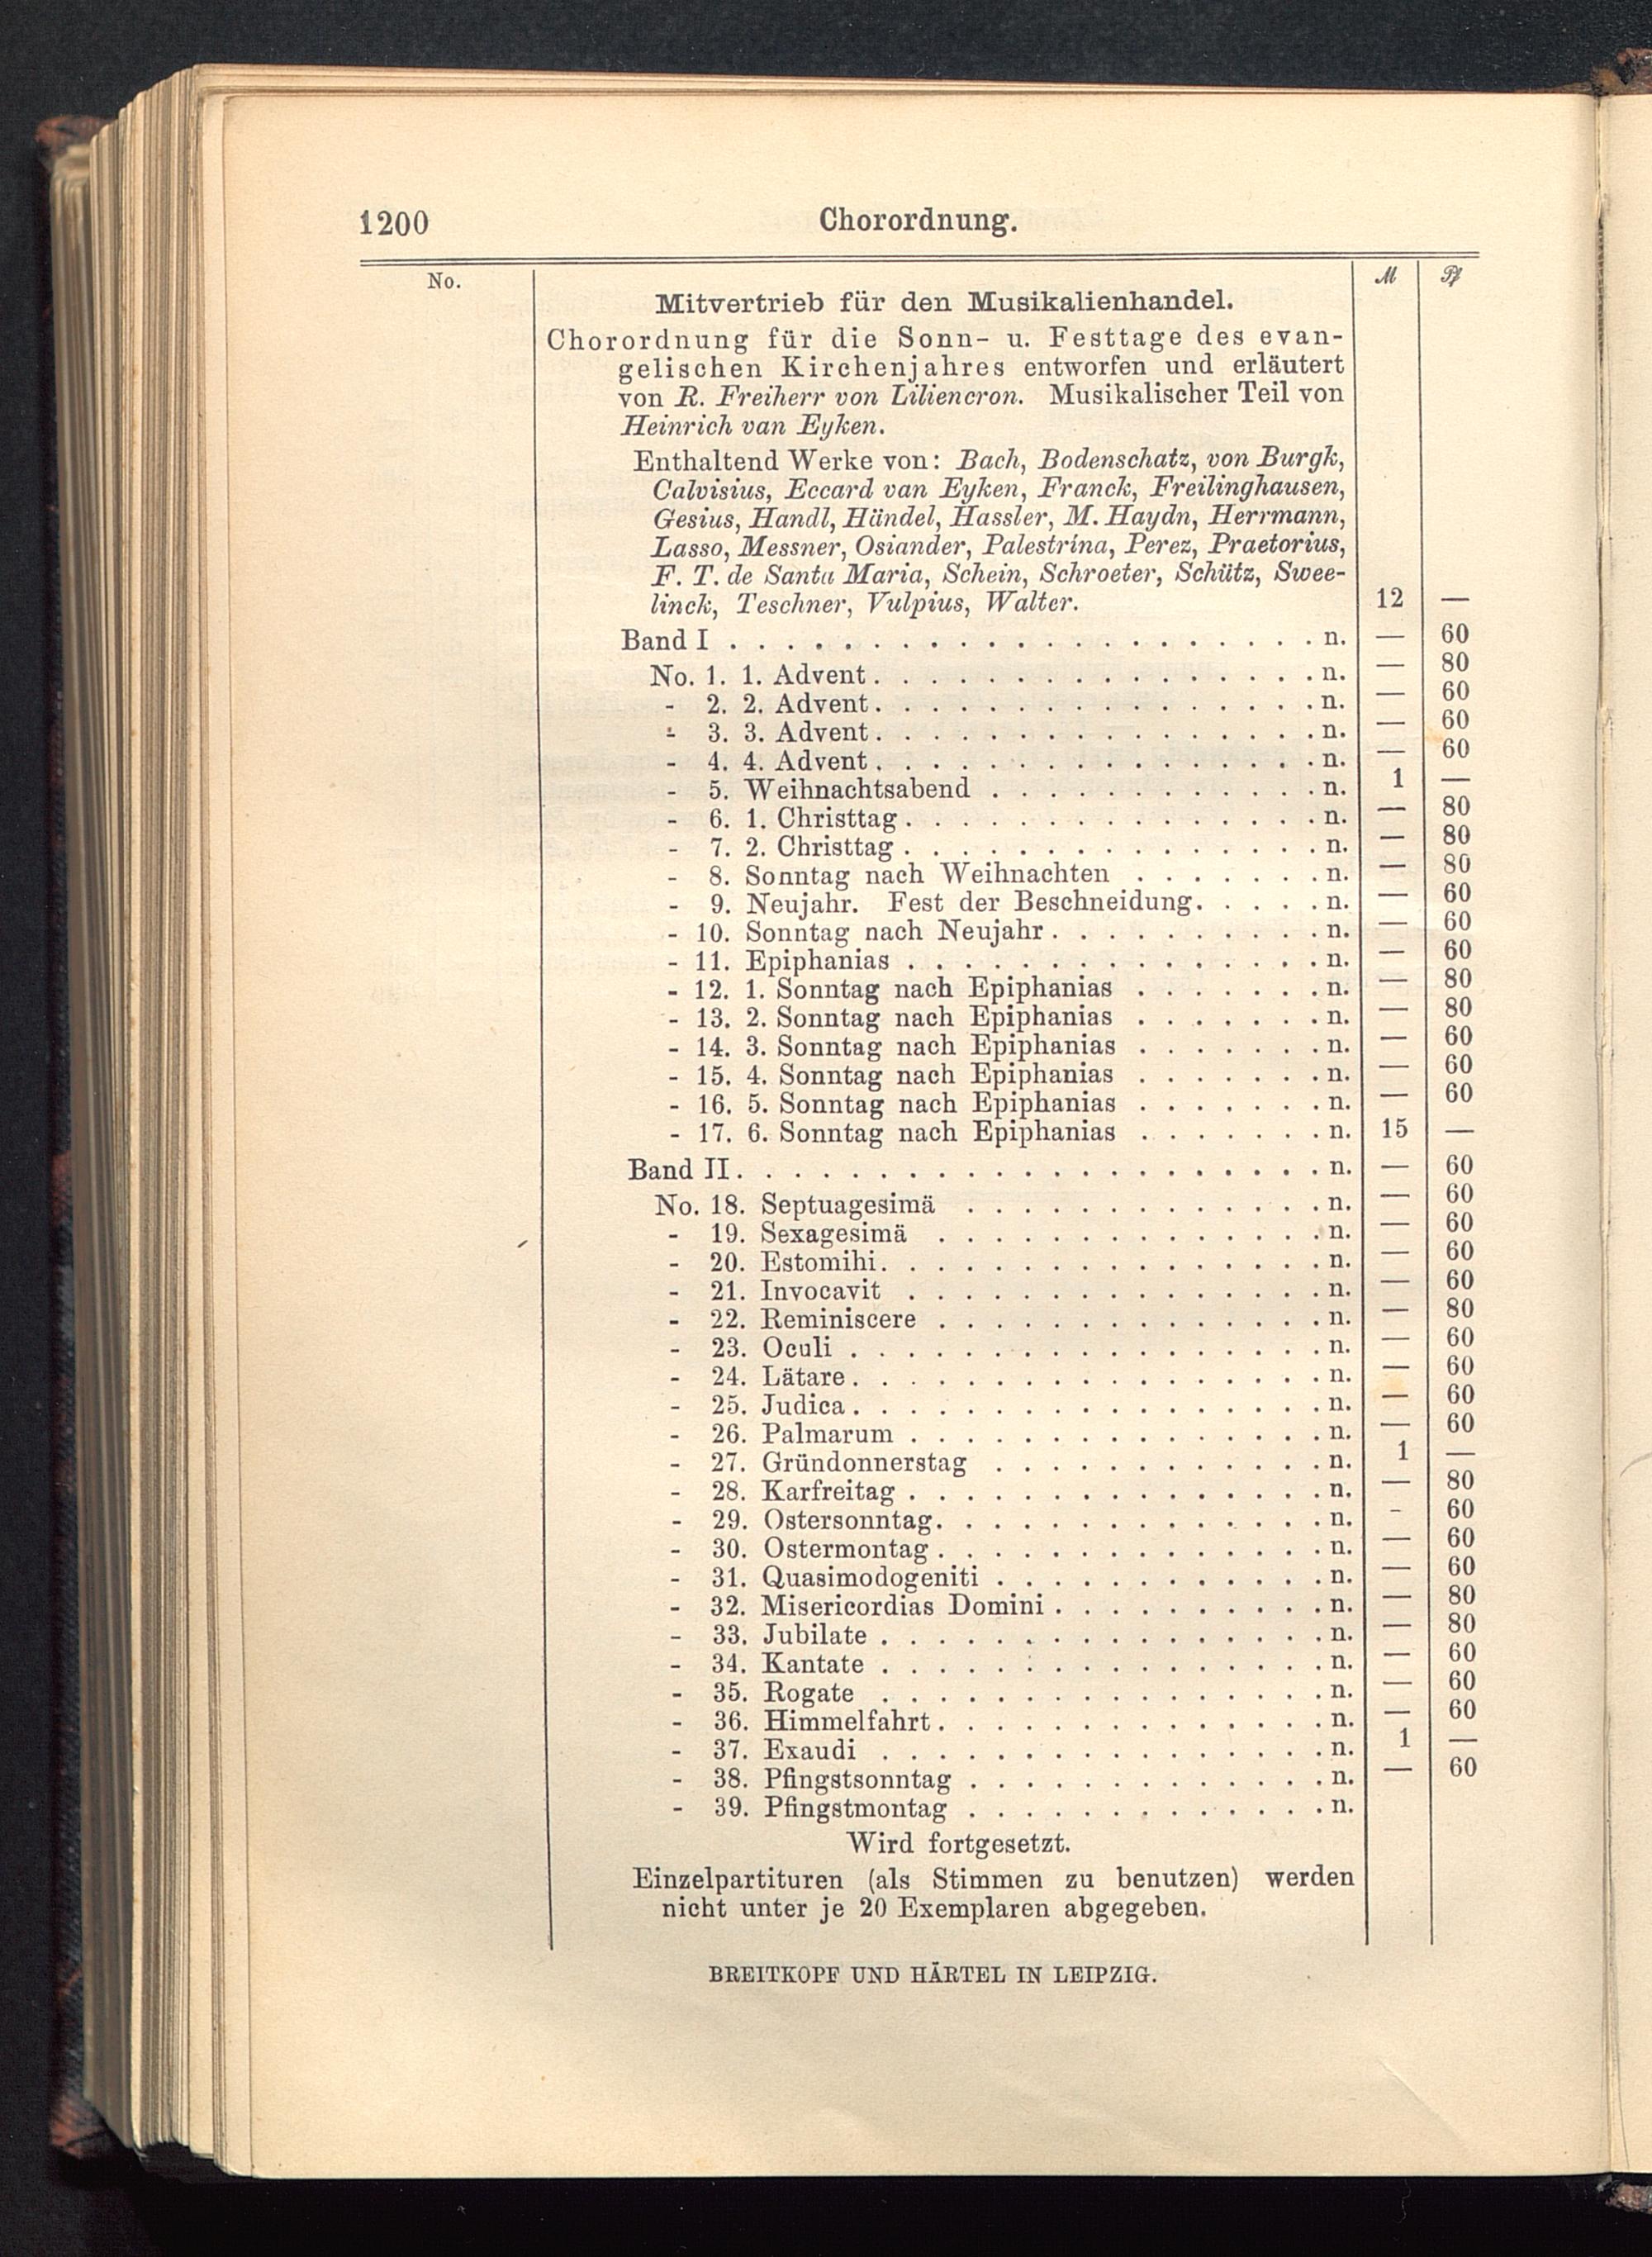 1200 Chorordnung.
No. M Pf
Mitvertrieb für den Musikalienhandel.
Chorordnung für die Sonn- u. Festtage des evan-
gelischen Kirchenjahres entworfen und erläutert
von R. Freiherr von Liliencron. Musikalischer Teil von
Heinrich van Eyken.
Enthaltend Werke von: Bach, Bodenschatz, von Burgk,
Calvisius, Eccard van Eyken, Franck, Freilinghausen,
Gesius, Handl, Händel, Hassler, M. Haydn, Herrmann,
Lasso, Messner, Osiander, Palestrina, Perez, Praetorius,
F. T. de Santa Maria, Schein, Schroeter, Schütz, Swee-
linck, Teschner, Vulpius, Walter.
Band I . . . . . . . . . . . . . . . . . . . . . n. 12 —
No. 1. 1. Advent. . . . . . . . . . . . . . . . n. — 60
- 2. 2. Advent. . . . . . . . . . . . . . . . n. — 80
- 3. 3. Advent. . . . . . . . . . . . . . . . n. — 60
- 4. 4. Advent. . . . . . . . . . . . . . . . n. — 60
- 5. Weihnachtsabend . . . . . . . . . . . . n. — 60
- 6. 1. Christtag. . . . . . . . . . . . . . . n. 1 —
- 7. 2. Christtag . . . . . . . . . . . . . . . n. — 80
- 8. Sonntag nach Weihnachten . . . . . . . n. — 80
- 9. Neujahr. Fest der Beschneidung. . . . . n. — 80
- 10. Sonntag nach Neujahr . . . . . . . . . . n. — 60
- 11. Epiphanias . . . . . . . . . . . . . . . n. — 60
- 12. 1. Sonntag nach Epiphanias . . . . . . . n. — 60
- 13. 2. Sonntag nach Epiphanias . . . . . . . n. — 80
- 14. 3. Sonntag nach Epiphanias . . . . . . . n. — 80
- 15. 4. Sonntag nach Epiphanias . . . . . . . n. — 60
- 16. 5. Sonntag nach Epiphanias . . . . . . . n. — 60
- 17. 6. Sonntag nach Epiphanias . . . . . . . n. — 60
Band II. . . . . . . . . . . . . . . . . . . . . n. 15 —
No. 18. Septuagesimä . . . . . . . . . . . . . n. — 60
- 19. Sexagesimä . . . . . . . . . . . . . . n. — 60
- 20. Estomihi. . . . . . . . . . . . . . . . n. — 60
- 21. Invocavit . . . . . . . . . . . . . . . n. — 60
- 22. Reminiscere . . . . . . . . . . . . . . n. — 60
- 23. Oculi . . . . . . . . . . . . . . . . . n. — 80
- 24. Lätare. . . . . . . . . . . . . . . . . n. — 60
- 25. Judica. . . . . . . . . . . . . . . . . n. — 60
- 26. Palmarum . . . . . . . . . . . . . . . n. — 60
- 27. Gründonnerstag . . . . . . . . . . . . n. — 60
- 28. Karfreitag . . . . . . . . . . . . . . . n. 1 —
- 29. Ostersonntag. . . . . . . . . . . . . . n. — 80
- 30. Ostermontag . . . . . . . . . . . . . . n. - 60
- 31. Quasimodogeniti . . . . . . . . . . . . n. — 60
- 32. Misericordias Domini . . . . . . . . . . n. — 60
- 33. Jubilate . . . . . . . . . . . . . . . . n. — 80
- 34. Kantate . . . . . . . . . . . . . . . . n. — 80
- 35. Rogate . . . . . . . . . . . . . . . . n. — 60
- 36. Himmelfahrt. . . . . . . . . . . . . . n. — 60
- 37. Exaudi . . . . . . . . . . . . . . . . n. — 60
- 38. Pfingstsonntag . . . . . . . . . . . . . n. 1 —
- 39. Pfingstmontag . . . . . . . . . . . . . n. — 60
Wird fortgesetzt.
Einzelpartituren (als Stimmen zu benutzen) werden
nicht unter je 20 Exemplaren abgegeben.
BREITKOPF UND HÄRTEL IN LEIPZIG.